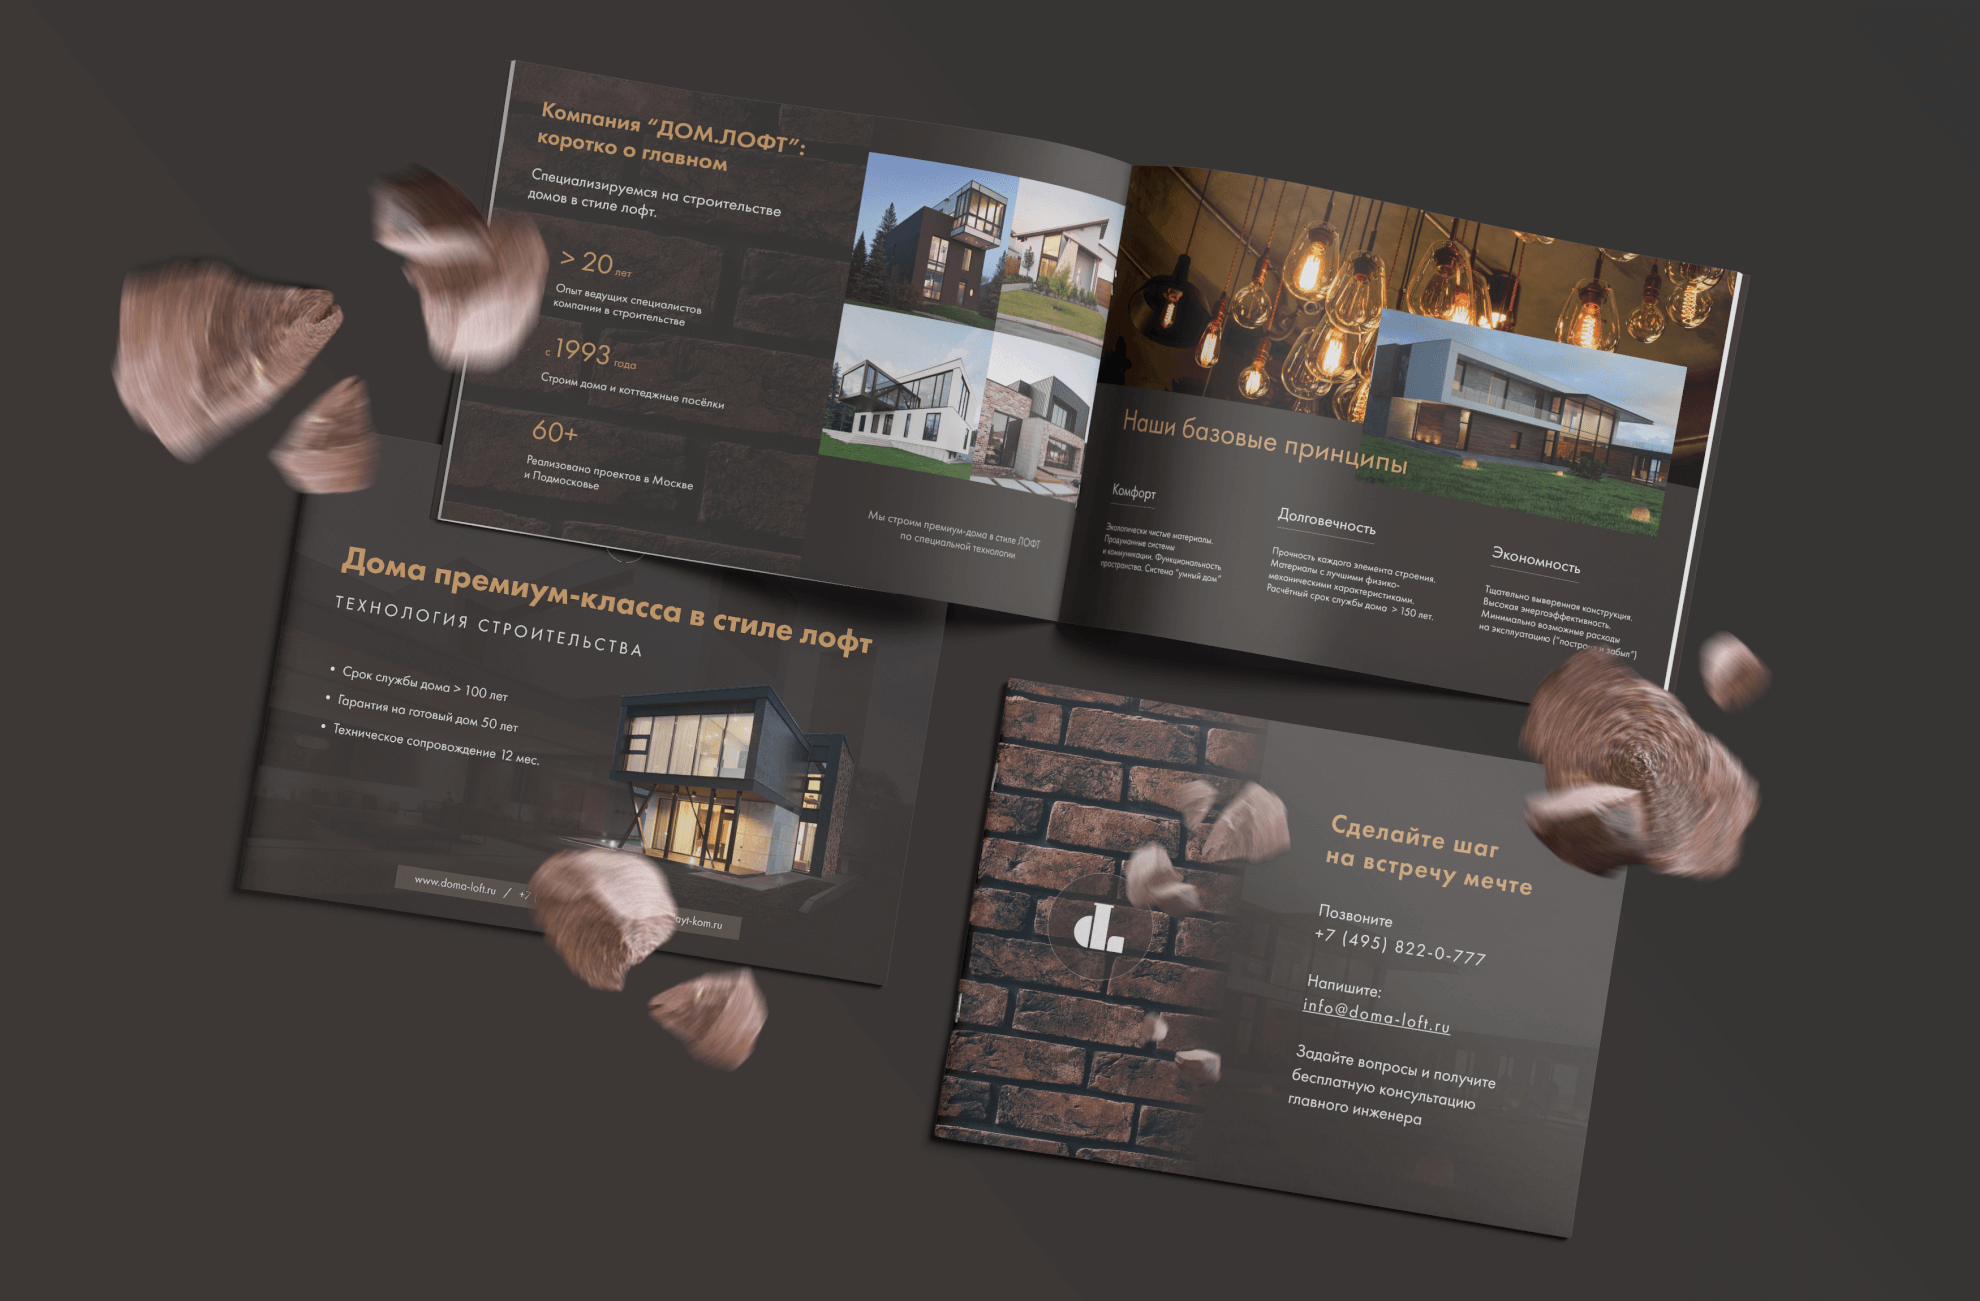 Компания “ДОМ.ЛОФТ”:
коротко о главном
Специализируемся на строительстве
домов в стиле лофт.
> 20 лет
Опыт ведущих специалистов
компании в строительстве
с 1993 года
Строим дома и коттеджные посёлки
60+
Реализовано проектов в Москве
и Подмосковье
Мы строим премиум-дома в стиле ЛОФТ
по специальной технологии
Наши базовые принципы
Комфорт
Экологически чистые материалы.
Продуманные системы
и коммуникации. Функциональность
пространства. Система "умный дом"
Долговечность
Прочность каждого элемента строения.
Материалы с лучшими физико-
механическими характеристиками.
Расчётный срок службы дома > 150 лет.
Экономность
Тщательно выверенная конструкция.
Высокая энергоэффективность.
Минимально возможные расходы
на эксплуатацию ("построил и забыл")
Дома премиум-класса в стиле лофт
ТЕХНОЛОГИЯ СТРОИТЕЛЬСТВА
• Срок службы дома > 100 лет
• Гарантия на готовый дом 50 лет
• Техническое сопровождение 12 мес.
www.doma-loft.ru / +7
ayt-kom.ru
dL
Сделайте шаг
на встречу мечте
Позвоните
+7 (495) 822-0-777
Напишите:
info@doma-loft.ru
Задайте вопросы и получите
бесплатную консультацию
главного инженера